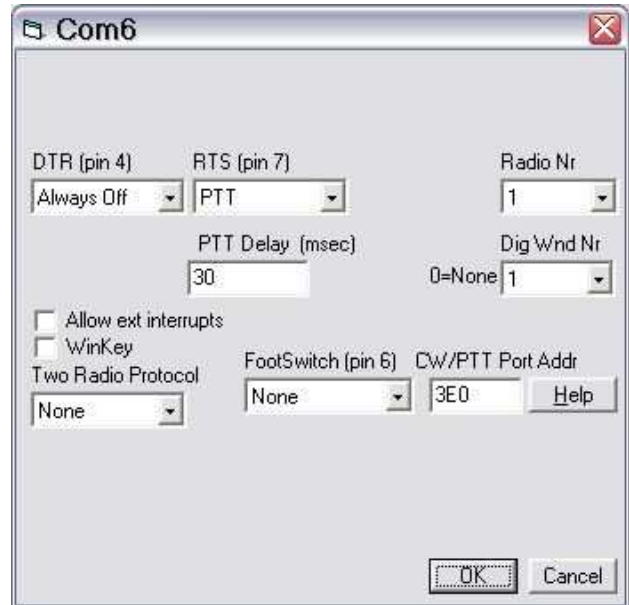 Com6
DTR (pin 4) RTS (pin 7) Radio Nr
Always Off PTT 1
PTT Delay (msec) Dig Wnd Nr
30 0=None 1
Allow ext interrupts
WinKey
Two Radio Protocol FootSwitch (pin 6) CW/PTT Port Addr
None None 3E0 Help
OK Cancel